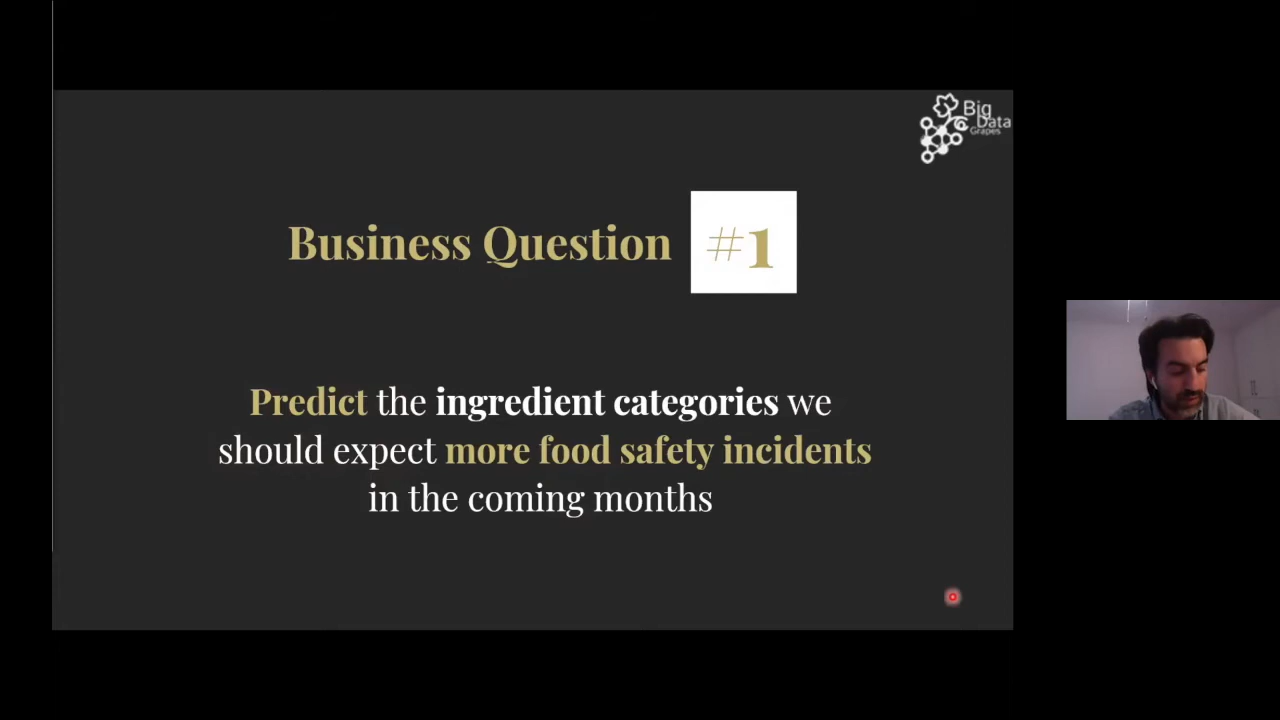 Big
Data
Grapes
Business Question #1
Predict the ingredient categories we
should expect more food safety incidents
in the coming months